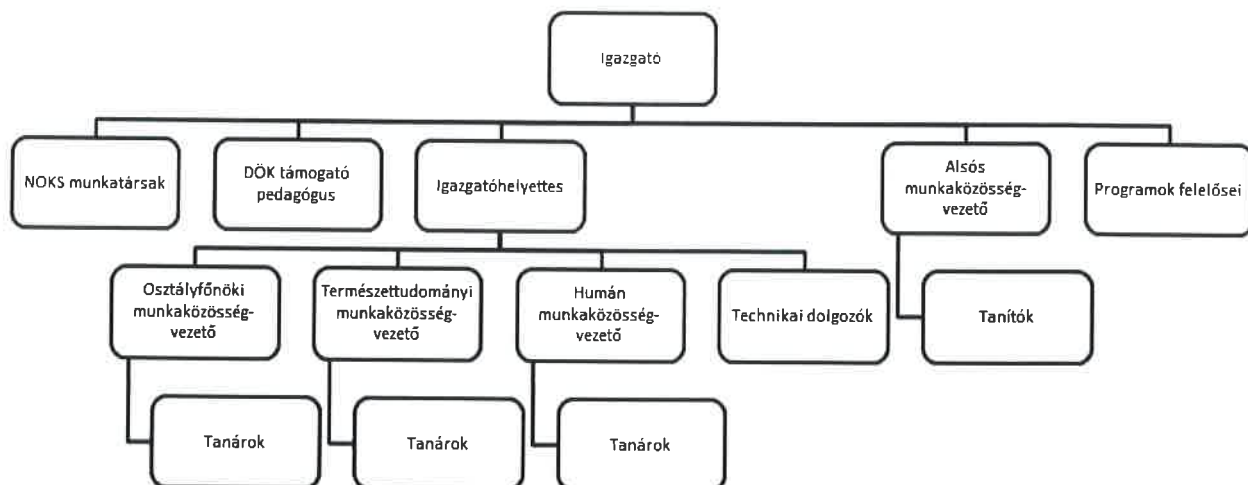 Igazgató
NOKS munkatársak
DÖK támogató
pedagógus
Igazgatóhelyettes
Alsós
munkaközösség-
vezető
Programok felelősei
Osztályfőnöki
munkaközösség-
vezető
Természettudományi
munkaközösség-
vezető
Humán
munkaközösség-
vezető
Technikai dolgozók
Tanítók
Tanárok
Tanárok
Tanárok